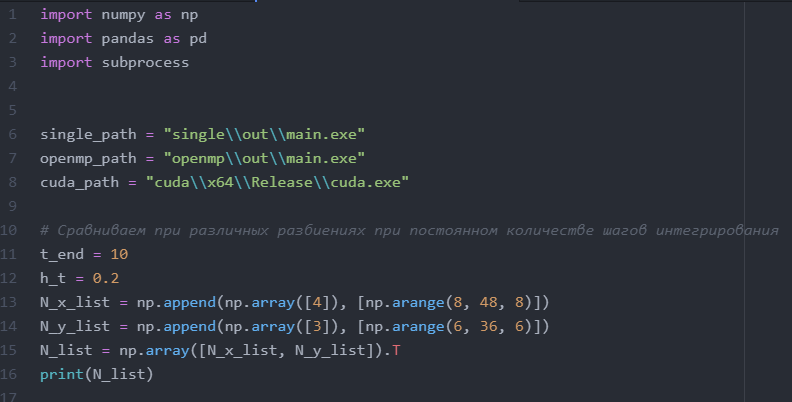 1 import numpy as np
2 import pandas as pd
3 import subprocess
4
5
6 single_path = "single\\out\\main.exe"
7 openmp_path = "openmp\\out\\main.exe"
8 cuda_path = "cuda\\x64\\Release\\cuda.exe"
9
10 # Сравниваем при различных разбиениях при постоянном количестве шагов интегрирования
11 t_end = 10
12 h_t = 0.2
13 N_x_list = np.append(np.array([4]), [np.arange(8, 48, 8)])
14 N_y_list = np.append(np.array([3]), [np.arange(6, 36, 6)])
15 N_list = np.array([N_x_list, N_y_list]).T
16 print(N_list)
17